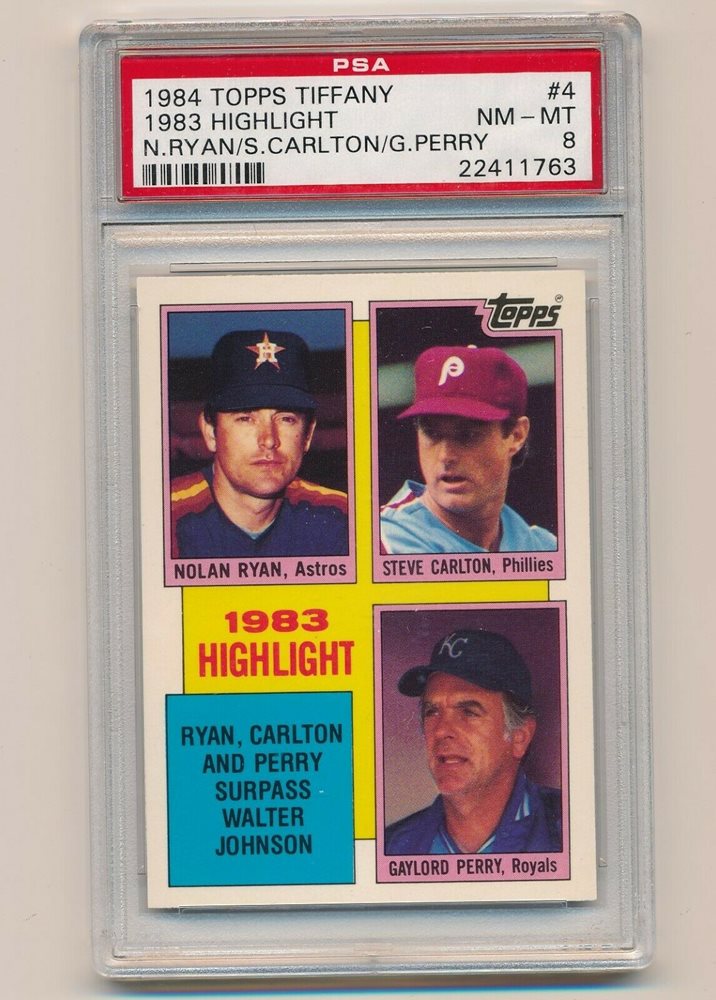 PSA
1984 TOPPS TIFFANY #4
1983 HIGHLIGHT NM-MT
N.RYAN/S.CARLTON/G.PERRY 8
22411763
topps
H
P
NOLAN RYAN, Astros
STEVE CARLTON, Phillies
1983
HIGHLIGHT
KC
RYAN, CARLTON
AND PERRY
SURPASS
WALTER
JOHNSON
GAYLORD PERRY, Royals